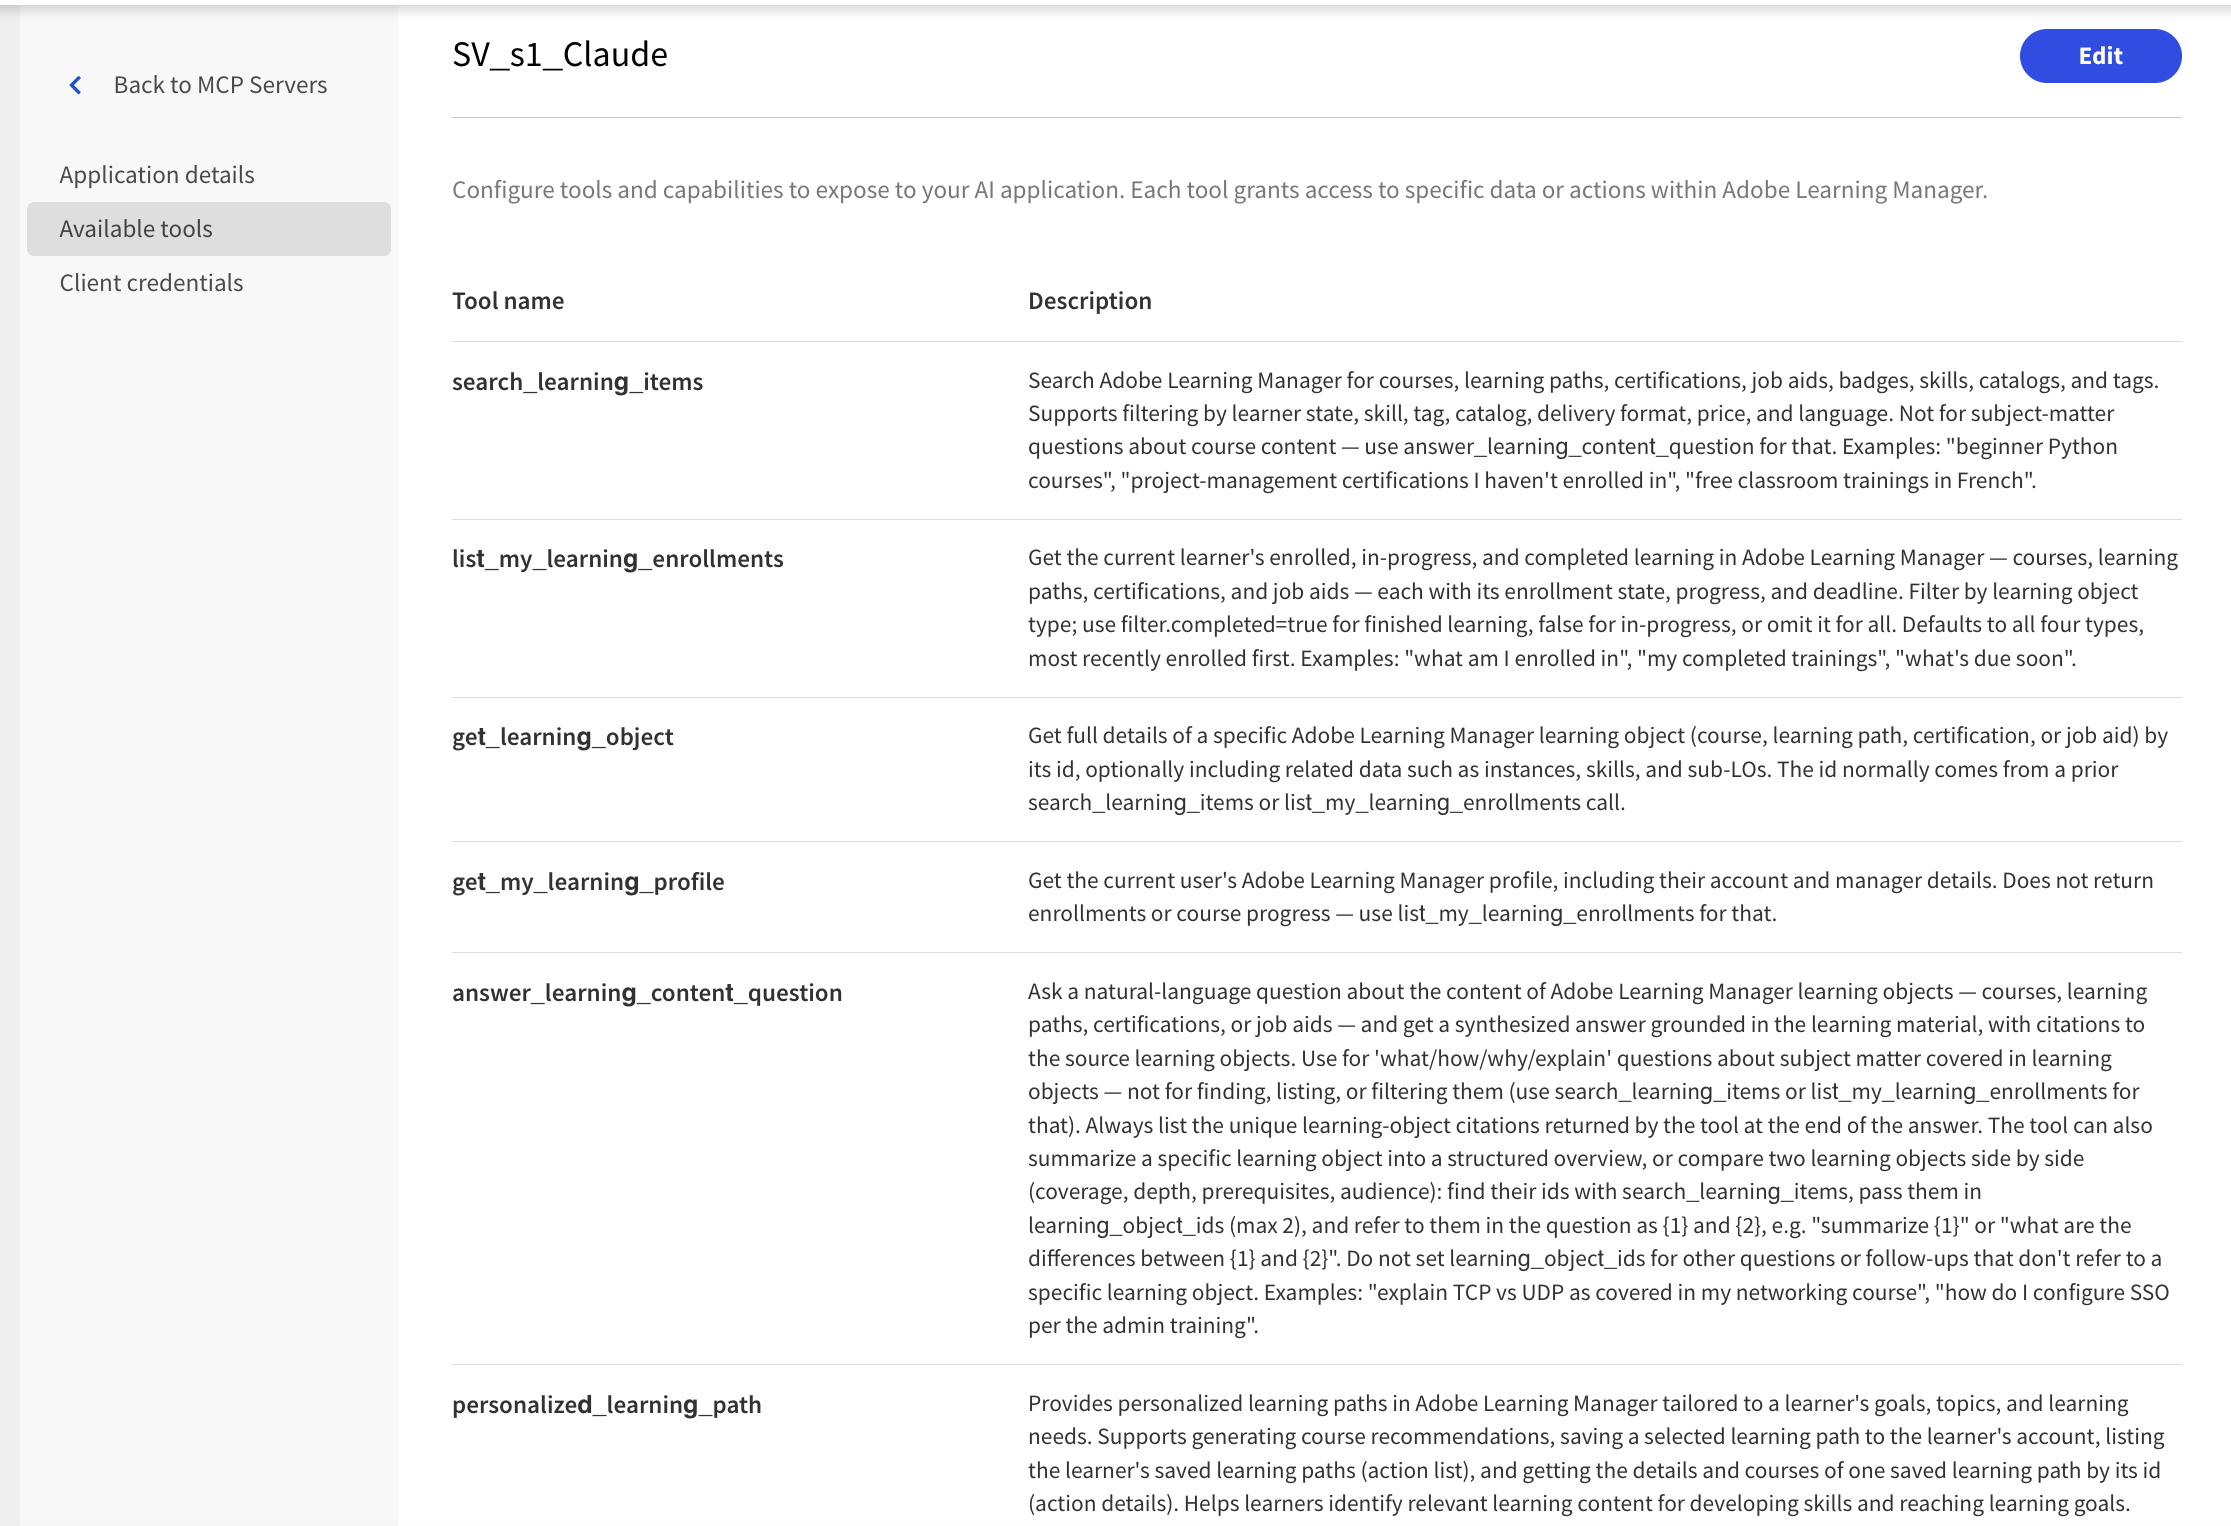 SV_s1_Claude
Edit
Back to MCP Servers
Application details
Available tools
Client credentials
Configure tools and capabilities to expose to your AI application. Each tool grants access to specific data or actions within Adobe Learning Manager.
Tool name
Description
search_learning_items
Search Adobe Learning Manager for courses, learning paths, certifications, job aids, badges, skills, catalogs, and tags.
Supports filtering by learner state, skill, tag, catalog, delivery format, price, and language. Not for subject-matter
questions about course content — use answer_learning_content_question for that. Examples: "beginner Python
courses", "project-management certifications I haven't enrolled in", "free classroom trainings in French".
list_my_learning_enrollments
Get the current learner's enrolled, in-progress, and completed learning in Adobe Learning Manager — courses, learning
paths, certifications, and job aids — each with its enrollment state, progress, and deadline. Filter by learning object
type; use filter.completed=true for finished learning, false for in-progress, or omit it for all. Defaults to all four types,
most recently enrolled first. Examples: "what am I enrolled in", "my completed trainings", "what's due soon".
get_learning_object
Get full details of a specific Adobe Learning Manager learning object (course, learning path, certification, or job aid) by
its id, optionally including related data such as instances, skills, and sub-LOs. The id normally comes from a prior
search_learning_items or list_my_learning_enrollments call.
get_my_learning_profile
Get the current user's Adobe Learning Manager profile, including their account and manager details. Does not return
enrollments or course progress — use list_my_learning_enrollments for that.
answer_learning_content_question
Ask a natural-language question about the content of Adobe Learning Manager learning objects — courses, learning
paths, certifications, or job aids — and get a synthesized answer grounded in the learning material, with citations to
the source learning objects. Use for 'what/how/why/explain' questions about subject matter covered in learning
objects — not for finding, listing, or filtering them (use search_learning_items or list_my_learning_enrollments for
that). Always list the unique learning-object citations returned by the tool at the end of the answer. The tool can also
summarize a specific learning object into a structured overview, or compare two learning objects side by side
(coverage, depth, prerequisites, audience): find their ids with search_learning_items, pass them in
learning_object_ids (max 2), and refer to them in the question as {1} and {2}, e.g. "summarize {1}" or "what are the
differences between {1} and {2}". Do not set learning_object_ids for other questions or follow-ups that don't refer to a
specific learning object. Examples: "explain TCP vs UDP as covered in my networking course", "how do I configure SSO
per the admin training".
personalized_learning_path
Provides personalized learning paths in Adobe Learning Manager tailored to a learner's goals, topics, and learning
needs. Supports generating course recommendations, saving a selected learning path to the learner's account, listing
the learner's saved learning paths (action list), and getting the details and courses of one saved learning path by its id
(action details). Helps learners identify relevant learning content for developing skills and reaching learning goals.